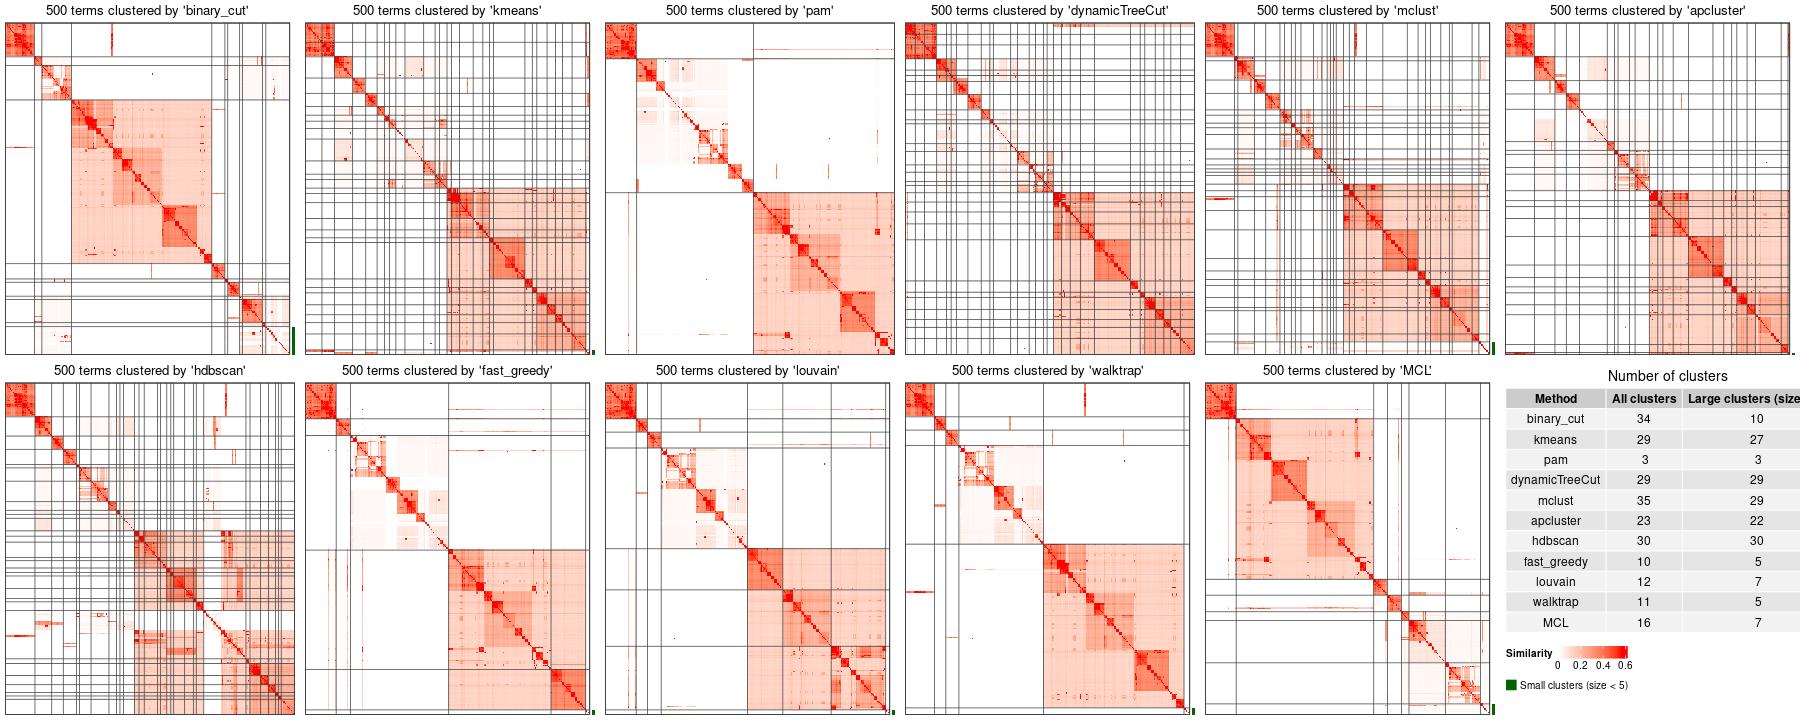 500 terms clustered by 'binary_cut'
500 terms clustered by 'kmeans'
500 terms clustered by 'pam'
500 terms clustered by 'dynamicTreeCut'
500 terms clustered by 'mclust'
500 terms clustered by 'apcluster'
500 terms clustered by 'hdbscan'
500 terms clustered by 'fast_greedy'
500 terms clustered by 'louvain'
500 terms clustered by 'walktrap'
500 terms clustered by 'MCL'
Number of clusters
Method All clusters Large clusters (size
binary_cut 34 10
kmeans 29 27
pam 3 3
dynamicTreeCut 29 29
mclust 35 29
apcluster 23 22
hdbscan 30 30
fast_greedy 10 5
louvain 12 7
walktrap 11 5
MCL 16 7
Similarity
0 0.2 0.4 0.6
Small clusters (size < 5)